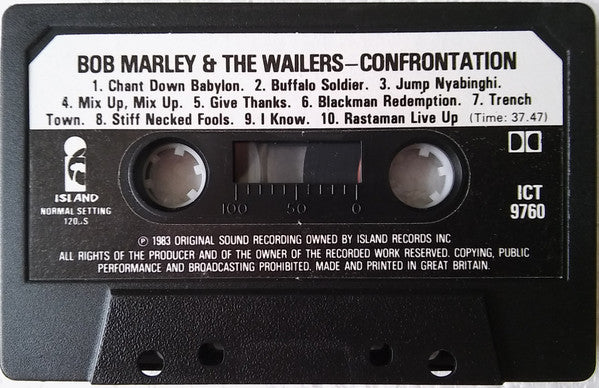 BOB MARLEY & THE WAILERS—CONFRONTATION
1. Chant Down Babylon. 2. Buffalo Soldier. 3. Jump Nyabinghi.
4. Mix Up, Mix Up. 5. Give Thanks. 6. Blackman Redemption. 7. Trench
Town. 8. Stiff Necked Fools. 9. I Know. 10. Rastaman Live Up (Time: 37.47)
ISLAND
NORMAL SETTING
120µS
100 50 0
ICT
9760
℗ 1983 ORIGINAL SOUND RECORDING OWNED BY ISLAND RECORDS INC
ALL RIGHTS OF THE PRODUCER AND OF THE OWNER OF THE RECORDED WORK RESERVED. COPYING, PUBLIC
PERFORMANCE AND BROADCASTING PROHIBITED. MADE AND PRINTED IN GREAT BRITAIN.